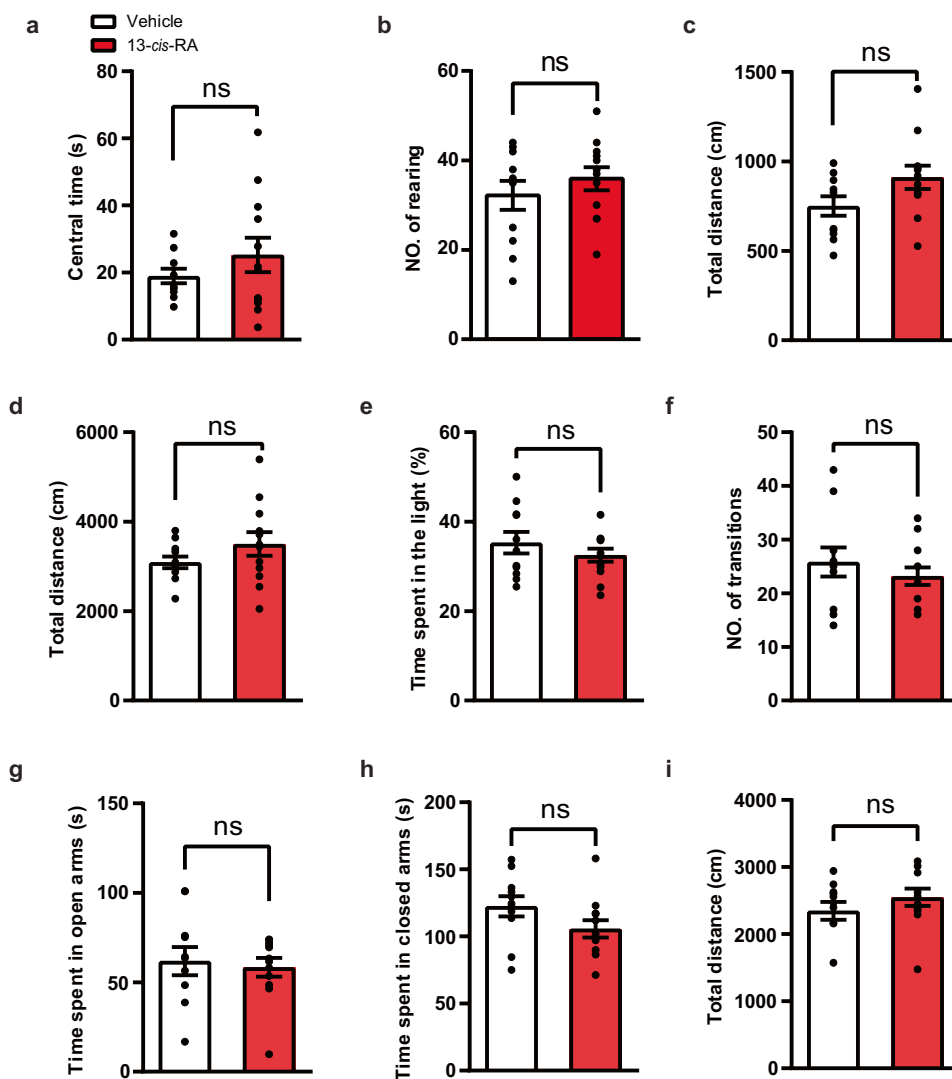 a
Vehicle
13-cis-RA
Central time (s)
80
60
40
20
0
ns
b
NO. of rearing
60
40
20
0
ns
c
Total distance (cm)
1500
1000
500
0
ns
d
Total distance (cm)
6000
4000
2000
0
ns
e
Time spent in the light (%)
60
40
20
0
ns
f
NO. of transitions
50
40
30
20
10
0
ns
g
Time spent in open arms (s)
150
100
50
0
ns
h
Time spent in closed arms (s)
200
150
100
50
0
ns
i
Total distance (cm)
4000
3000
2000
1000
0
ns